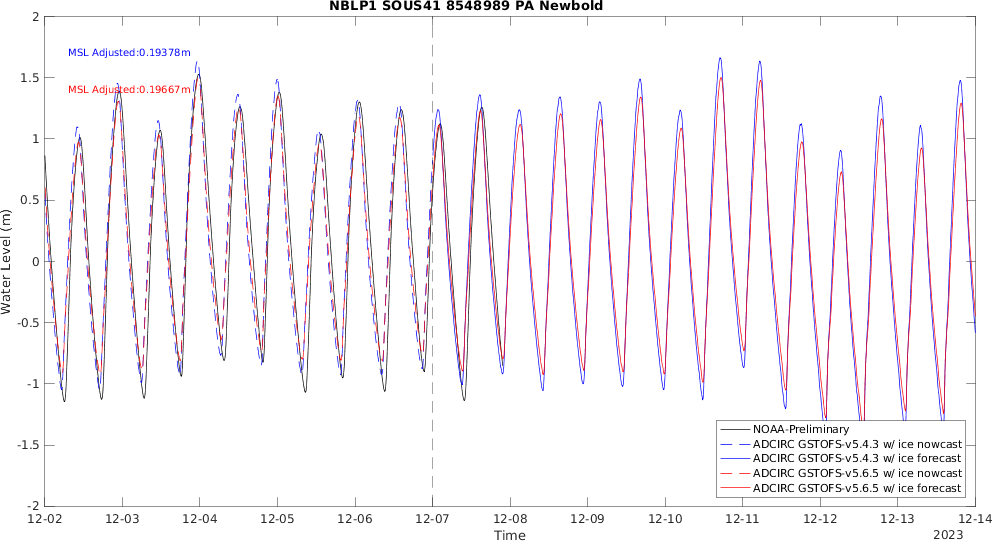 NBLP1 SOUS41 8548989 PA Newbold
2
1.5
1
0.5
0
-0.5
-1
-1.5
-2
Water Level (m)
MSL Adjusted:0.19378m
MSL Adjusted:0.19667m
NOAA-Preliminary
ADCIRC GSTOFS-v5.4.3 w/ ice nowcast
ADCIRC GSTOFS-v5.4.3 w/ ice forecast
ADCIRC GSTOFS-v5.6.5 w/ ice nowcast
ADCIRC GSTOFS-v5.6.5 w/ ice forecast
12-02 12-03 12-04 12-05 12-06 12-07 12-08 12-09 12-10 12-11 12-12 12-13 12-14
Time
2023